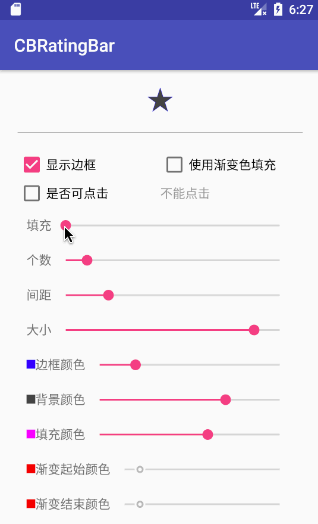 LTE 6:27
CBRatingBar
显示边框 使用渐变色填充
是否可点击 不能点击
填充
个数
间距
大小
边框颜色
背景颜色
填充颜色
渐变起始颜色
渐变结束颜色